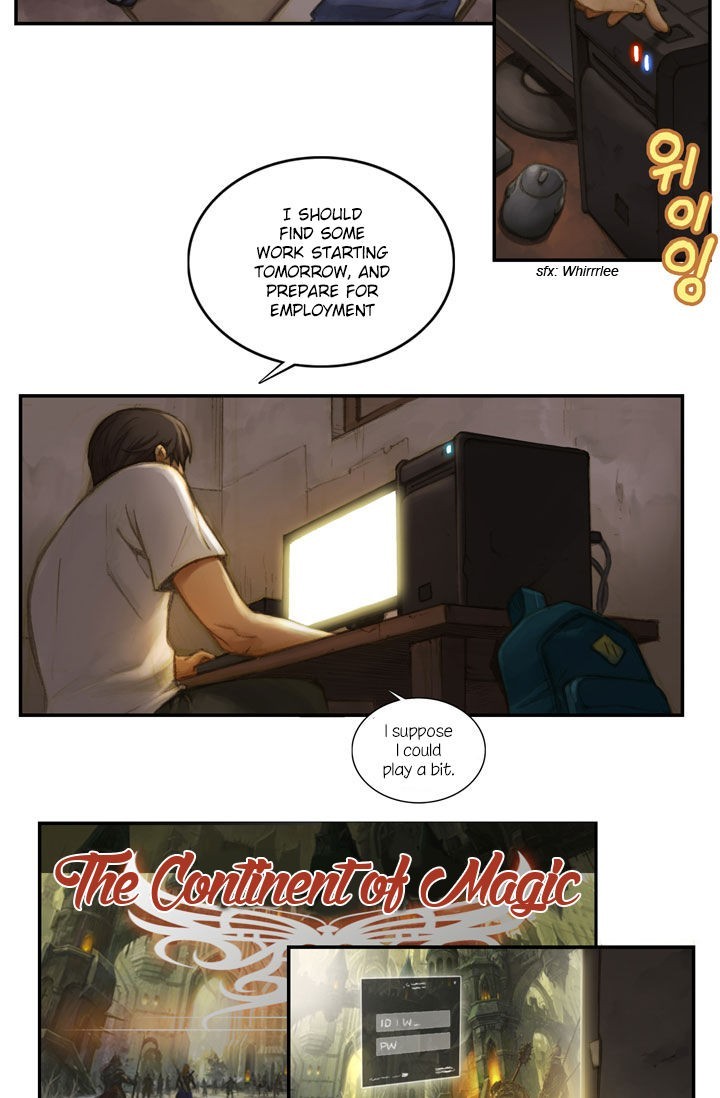 위이잉
sfx: Whirrrlee
I SHOULD
FIND SOME
WORK STARTING
TOMORROW, AND
PREPARE FOR
EMPLOYMENT
I suppose
I could
play a bit.
The Continent of Magic
ID : W_
PW